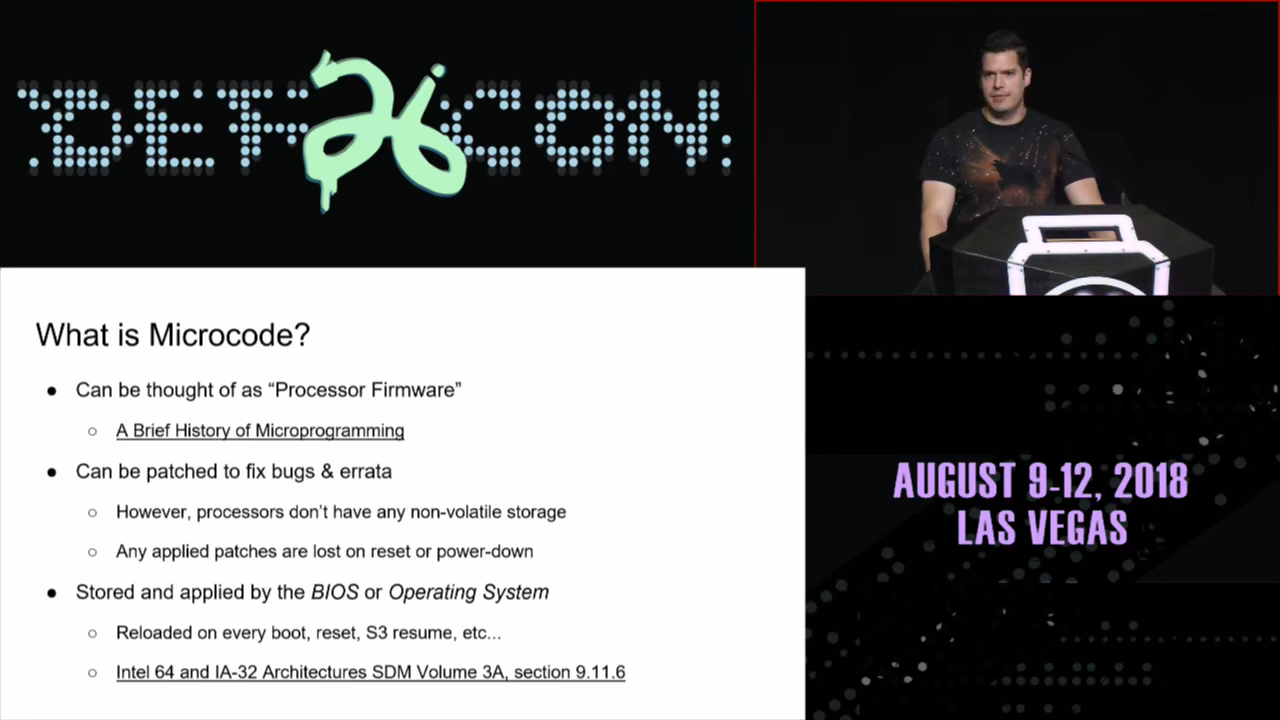 DEF 26 CON
What is Microcode?
● Can be thought of as “Processor Firmware”
○ A Brief History of Microprogramming
● Can be patched to fix bugs & errata
○ However, processors don’t have any non-volatile storage
○ Any applied patches are lost on reset or power-down
● Stored and applied by the BIOS or Operating System
○ Reloaded on every boot, reset, S3 resume, etc...
○ Intel 64 and IA-32 Architectures SDM Volume 3A, section 9.11.6
AUGUST 9-12, 2018
LAS VEGAS